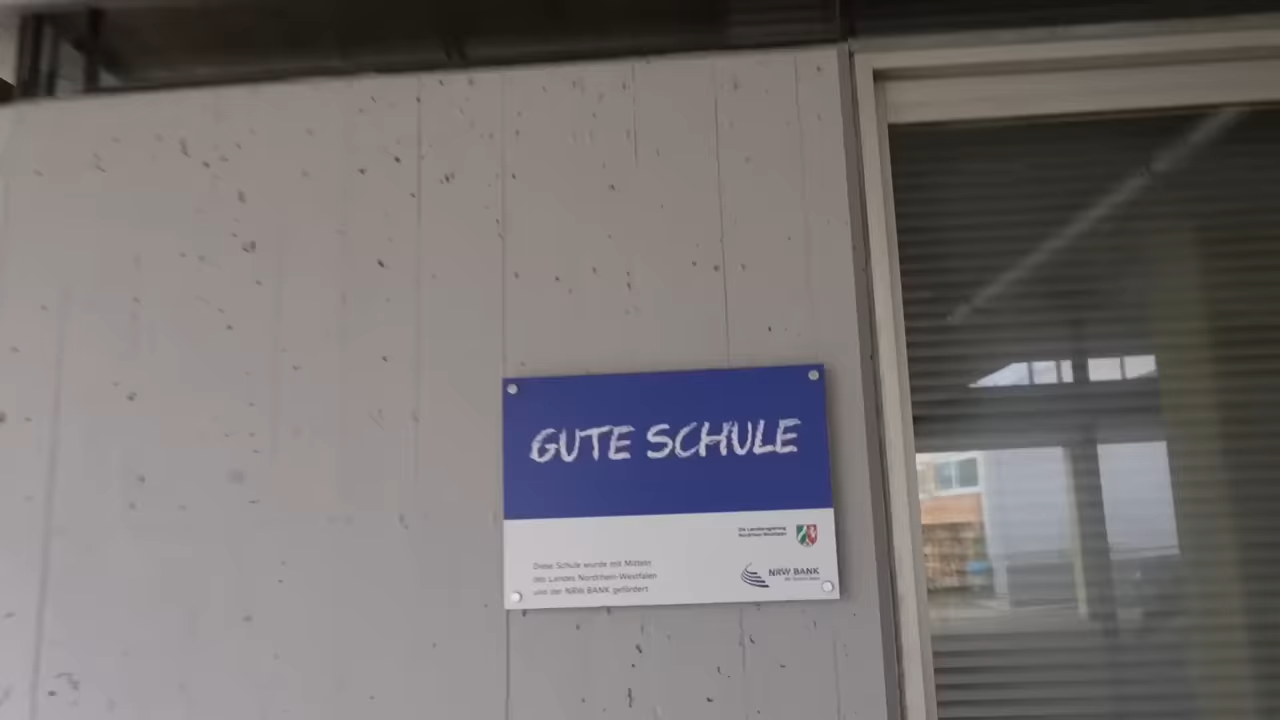 GUTE SCHULE
Die Landesregierung
Nordrhein-Westfalen
Diese Schule wurde mit Mitteln
des Landes Nordrhein-Westfalen
und der NRW.BANK gefördert
NRW.BANK